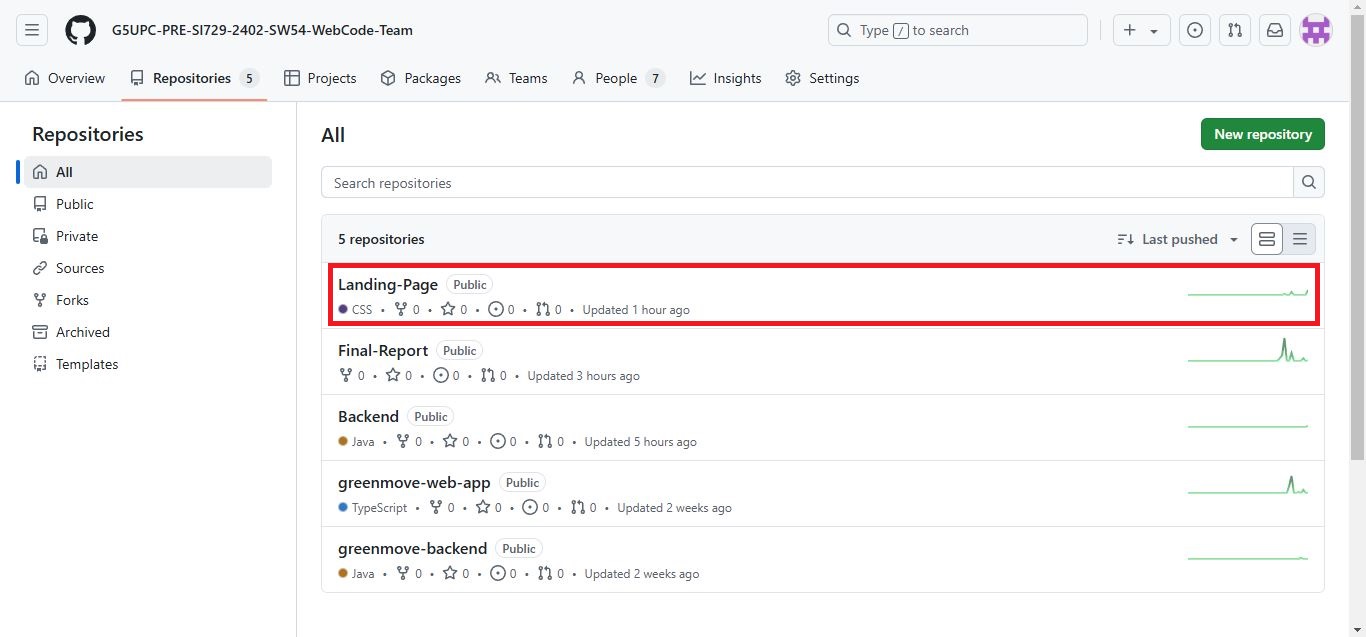 G5UPC-PRE-SI729-2402-SW54-WebCode-Team
Type / to search
Overview
Repositories 5
Projects
Packages
Teams
People 7
Insights
Settings
Repositories
All
Public
Private
Sources
Forks
Archived
Templates
All
New repository
Search repositories
5 repositories
Last pushed
Landing-Page Public
CSS • 0 • 0 • 0 • 0 • Updated 1 hour ago
Final-Report Public
0 • 0 • 0 • 0 • Updated 3 hours ago
Backend Public
Java • 0 • 0 • 0 • 0 • Updated 5 hours ago
greenmove-web-app Public
TypeScript • 0 • 0 • 0 • 0 • Updated 2 weeks ago
greenmove-backend Public
Java • 0 • 0 • 0 • 0 • Updated 2 weeks ago